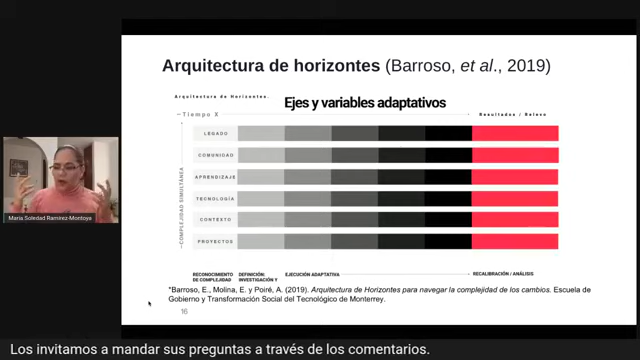 Arquitectura de horizontes (Barroso, et al., 2019)
Arquitectura de Horizontes.
Ejes y variables adaptativos
Tiempo X
Resultados / Relevo
COMPLEJIDAD SIMULTÁNEA
LEGADO
COMUNIDAD
APRENDIZAJE
TECNOLOGÍA
CONTEXTO
PROYECTOS
RECONOCIMIENTO
DE COMPLEJIDAD
DEFINICIÓN:
INVESTIGACIÓN Y
EJECUCIÓN ADAPTATIVA
RECALIBRACIÓN / ANÁLISIS
*Barroso, E., Molina, E. y Poiré, A. (2019). Arquitectura de Horizontes para navegar la complejidad de los cambios. Escuela de
Gobierno y Transformación Social del Tecnológico de Monterrey.
16
María Soledad Ramírez-Montoya
Los invitamos a mandar sus preguntas a través de los comentarios.